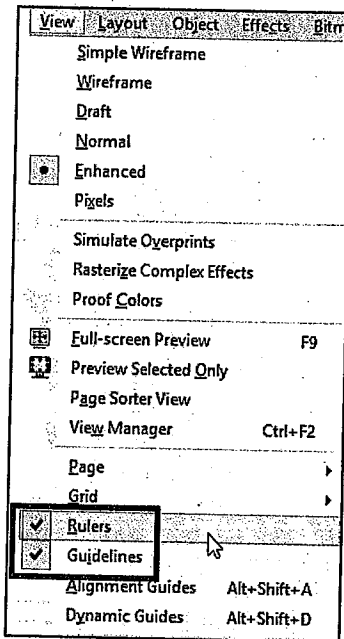 View Layout Object Effects Bitm
Simple Wireframe
Wireframe
Draft
Normal
Enhanced
Pixels
Simulate Overprints
Rasterize Complex Effects
Proof Colors
Full-screen Preview F9
Preview Selected Only
Page Sorter View
View Manager Ctrl+F2
Page
Grid
Rulers
Guidelines
Alignment Guides Alt+Shift+A
Dynamic Guides Alt+Shift+D